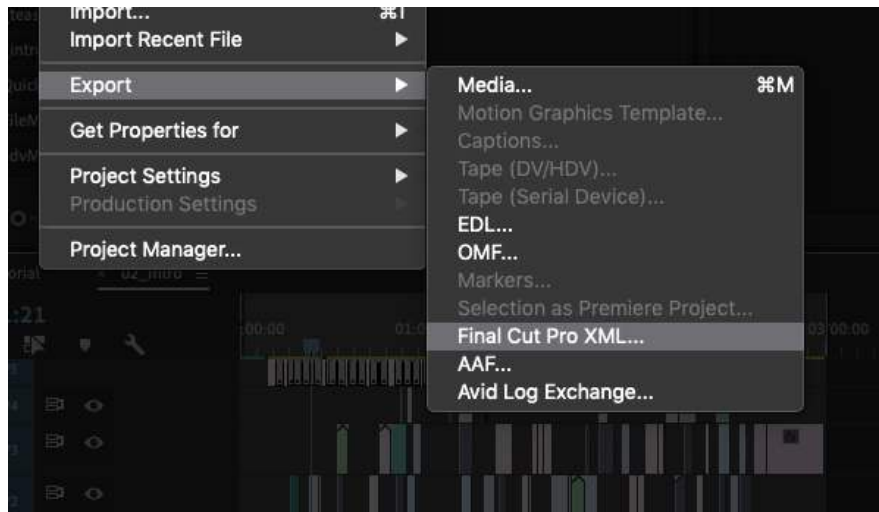 Import... ⌘I
Import Recent File
Export
Get Properties for
Project Settings
Production Settings
Project Manager...
Media... ⌘M
Motion Graphics Template...
Captions...
Tape (DV/HDV)...
Tape (Serial Device)...
EDL...
OMF...
Markers...
Selection as Premiere Project...
Final Cut Pro XML...
AAF...
Avid Log Exchange...
02_intro
:21
:00:00
03:00:00